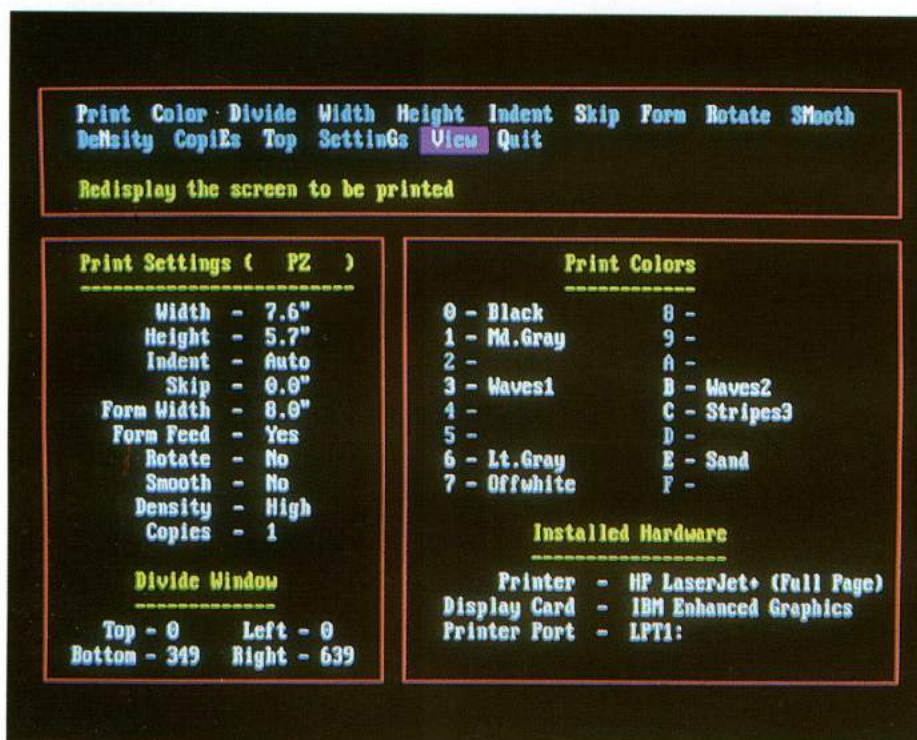 Print Color Divide Width Height Indent Skip Form Rotate SMooth
DeNsity CopiEs Top SettinGs View Quit
Redisplay the screen to be printed
Print Settings ( PZ )
Width - 7.6"
Height - 5.7"
Indent - Auto
Skip - 0.0"
Form Width - 8.0"
Form Feed - Yes
Rotate - No
Smooth - No
Density - High
Copies - 1
Divide Window
Top - 0 Left - 0
Bottom - 349 Right - 639
Print Colors
0 - Black 8 -
1 - Md.Gray 9 -
2 - A -
3 - Waves1 B - Waves2
4 - C - Stripes3
5 - D -
6 - Lt.Gray E - Sand
7 - Offwhite F -
Installed Hardware
Printer - HP LaserJet+ (Full Page)
Display Card - IBM Enhanced Graphics
Printer Port - LPT1: